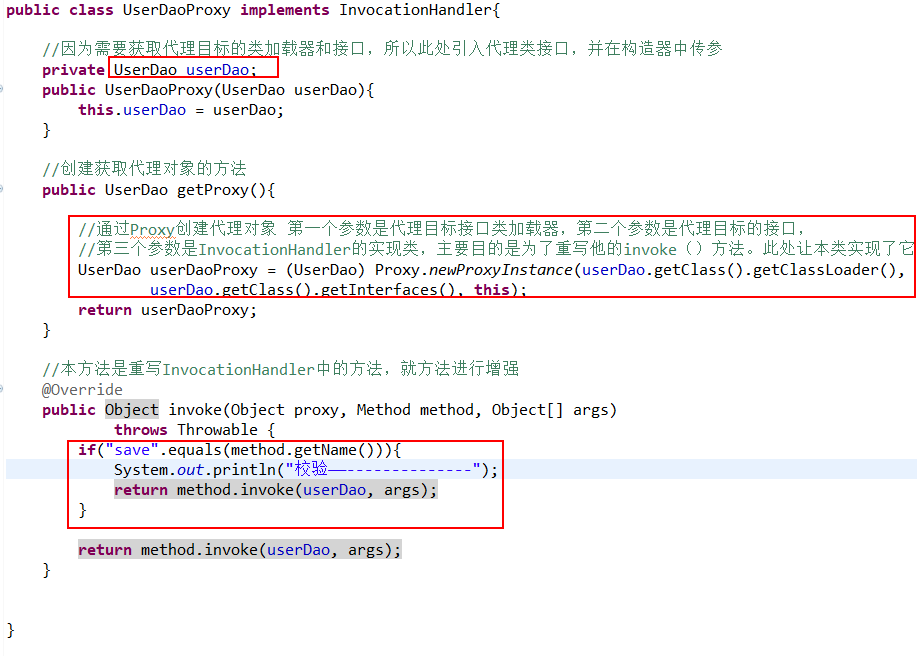 public class UserDaoProxy implements InvocationHandler{
//因为需要获取代理目标的类加载器和接口，所以此处引入代理类接口，并在构造器中传参
private UserDao userDao;
public UserDaoProxy(UserDao userDao){
this.userDao = userDao;
}
//创建获取代理对象的方法
public UserDao getProxy(){
//通过Proxy创建代理对象 第一个参数是代理目标接口类加载器，第二个参数是代理目标的接口，
//第三个参数是InvocationHandler的实现类，主要目的是为了重写他的invoke（）方法。此处让本类实现了它
UserDao userDaoProxy = (UserDao) Proxy.newProxyInstance(userDao.getClass().getClassLoader(),
userDao.getClass().getInterfaces(), this);
return userDaoProxy;
}
//本方法是重写InvocationHandler中的方法，就方法进行增强
@Override
public Object invoke(Object proxy, Method method, Object[] args)
throws Throwable {
if("save".equals(method.getName())){
System.out.println("校验——--------------");
return method.invoke(userDao, args);
}
return method.invoke(userDao, args);
}
}